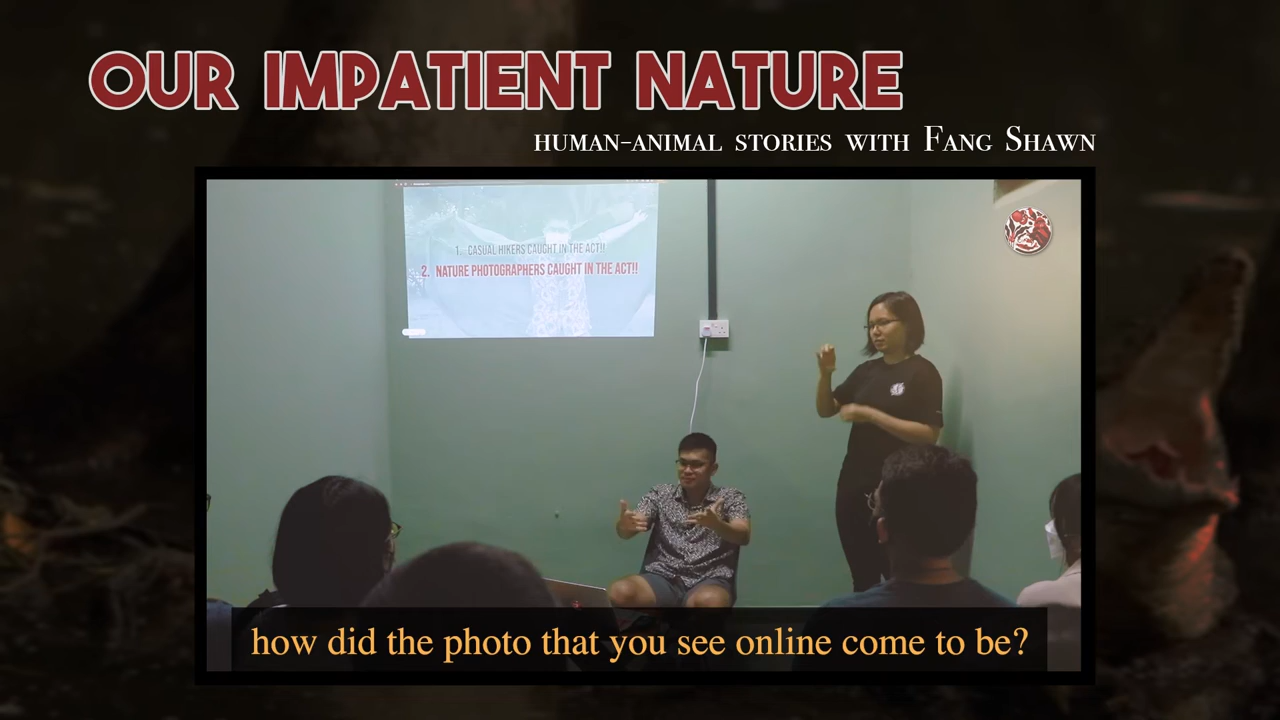 OUR IMPATIENT NATURE
HUMAN-ANIMAL STORIES WITH FANG SHAWN
1. CASUAL HIKERS CAUGHT IN THE ACT!!
2. NATURE PHOTOGRAPHERS CAUGHT IN THE ACT!!
how did the photo that you see online come to be?